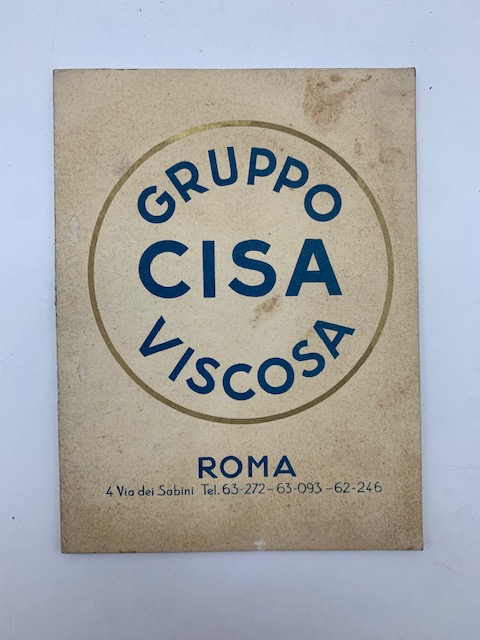 GRUPPO
CISA
VISCOSA
ROMA
4 Via dei Sabini Tel. 63-272-63-093-62-246